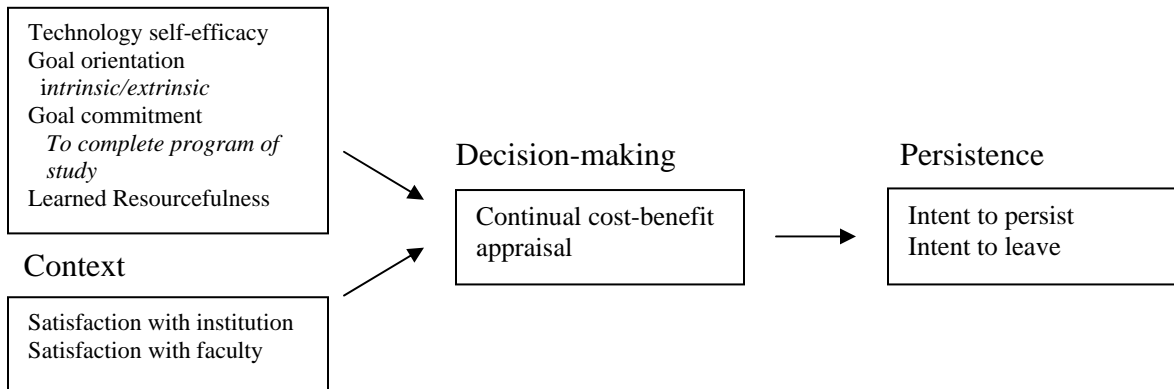 Technology self-efficacy
Goal orientation
intrinsic/extrinsic
Goal commitment
To complete program of
study
Learned Resourcefulness
Context
Satisfaction with institution
Satisfaction with faculty
Decision-making
Continual cost-benefit
appraisal
Persistence
Intent to persist
Intent to leave